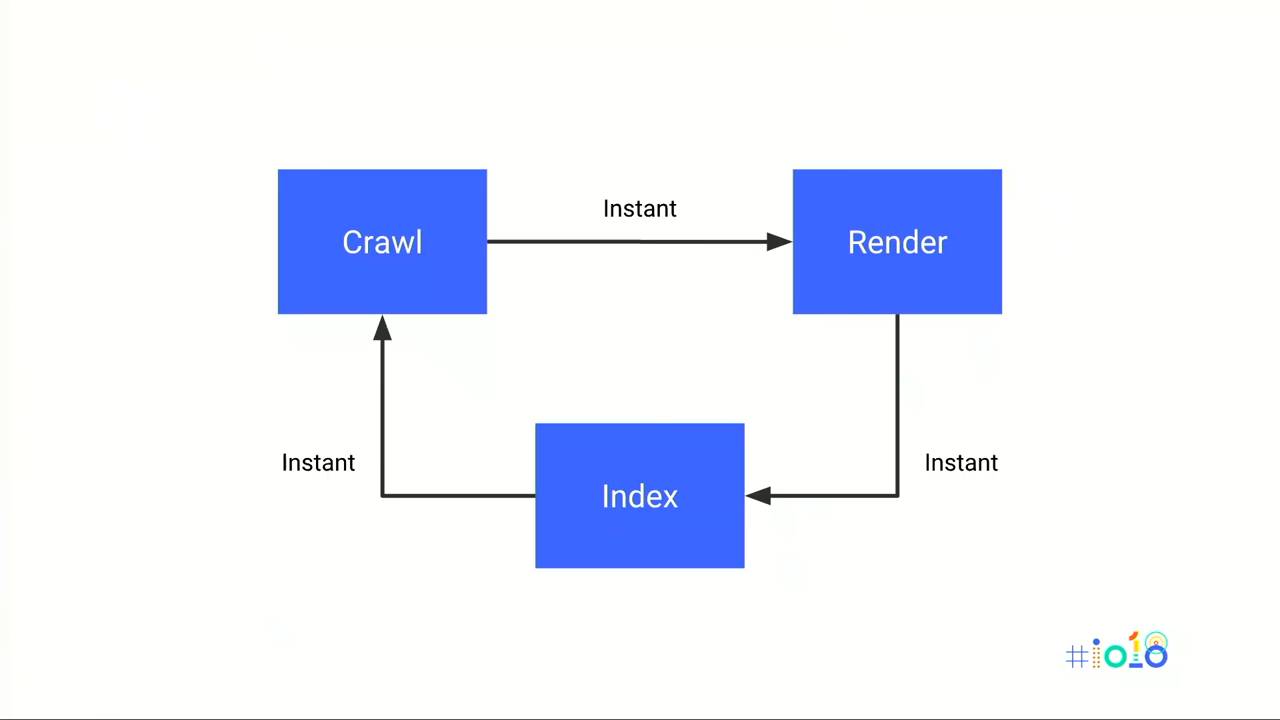 Instant
Crawl
Render
Instant
Instant
Index
#io18